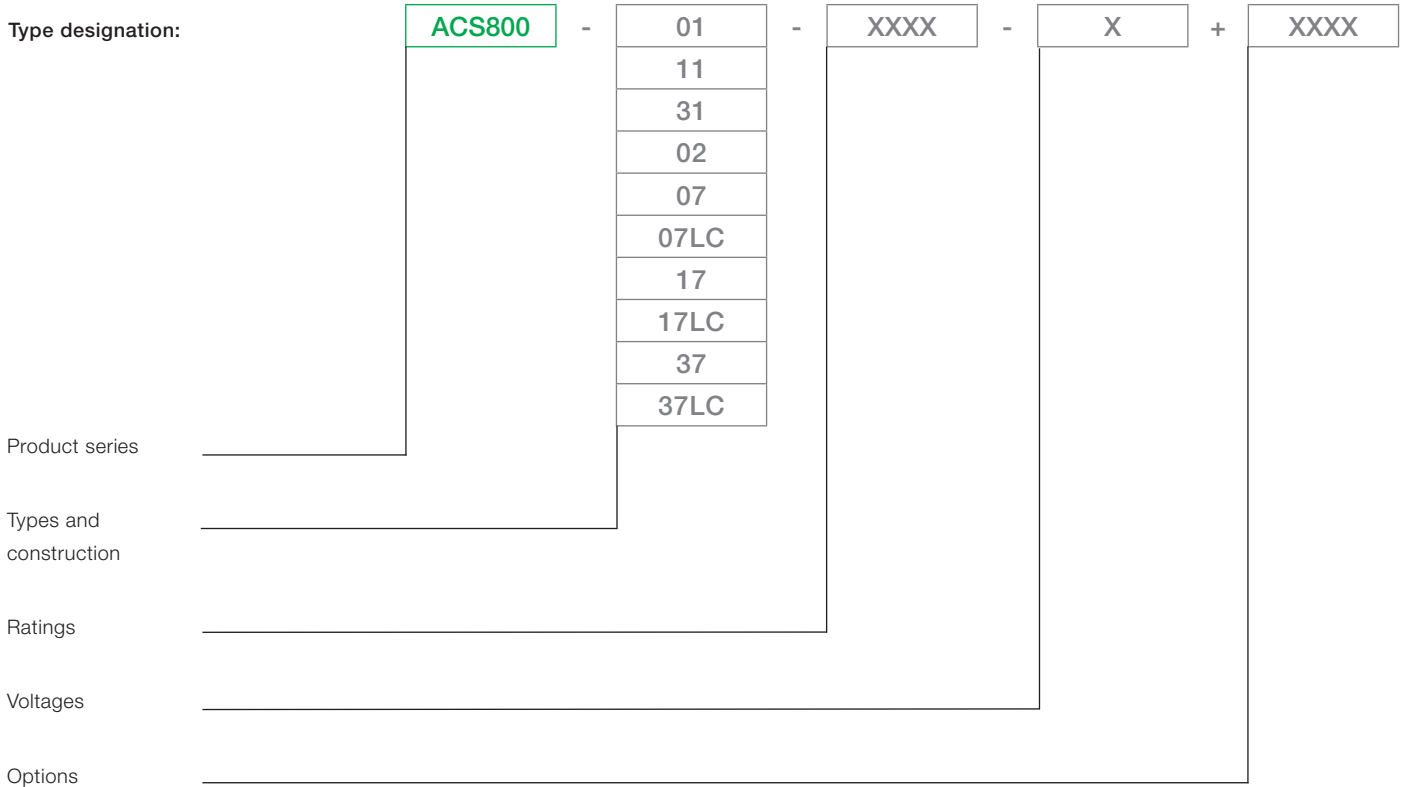 Type designation: ACS800 - 01 - XXXX - X + XXXX
11
31
02
07
07LC
17
17LC
37
37LC
Product series
Types and
construction
Ratings
Voltages
Options